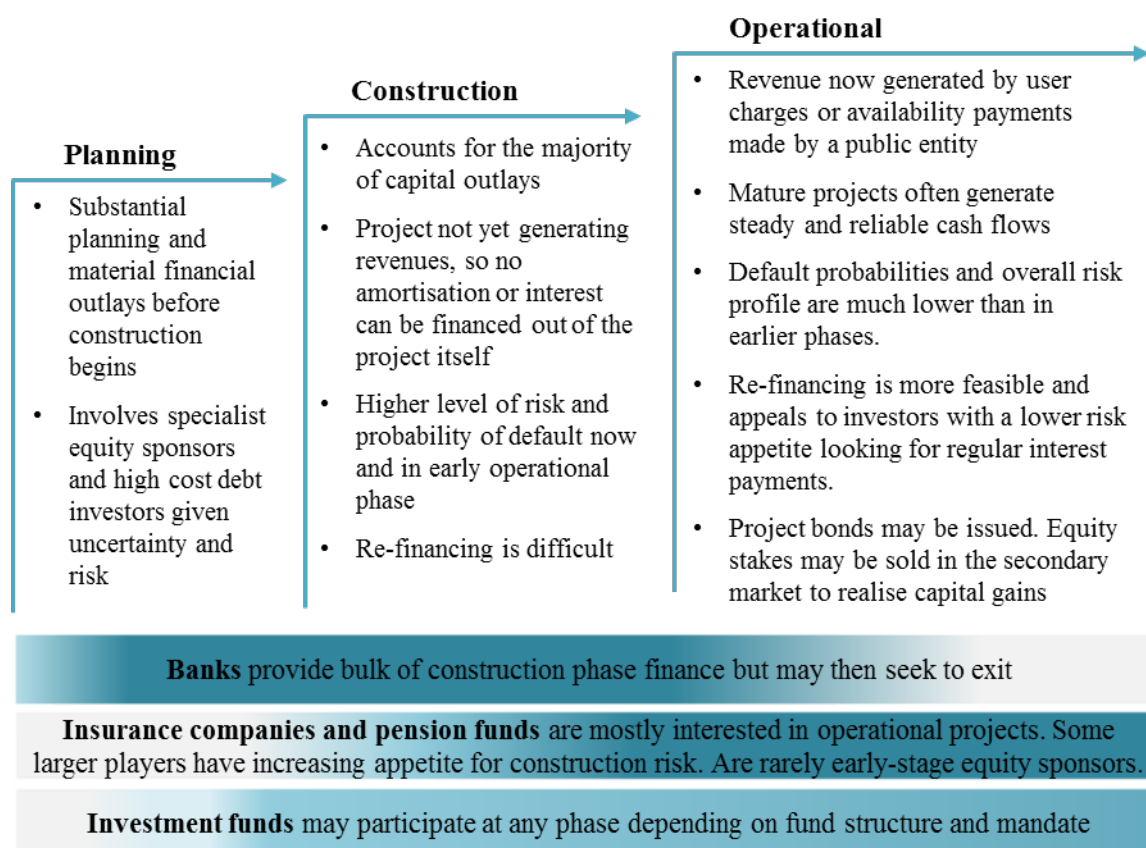 Planning
• Substantial
planning and
material financial
outlays before
construction
begins
• Involves specialist
equity sponsors
and high cost debt
investors given
uncertainty and
risk
Construction
• Accounts for the majority
of capital outlays
• Project not yet generating
revenues, so no
amortisation or interest
can be financed out of the
project itself
• Higher level of risk and
probability of default now
and in early operational
phase
• Re-financing is difficult
Operational
• Revenue now generated by user
charges or availability payments
made by a public entity
• Mature projects often generate
steady and reliable cash flows
• Default probabilities and overall risk
profile are much lower than in
earlier phases.
• Re-financing is more feasible and
appeals to investors with a lower risk
appetite looking for regular interest
payments.
• Project bonds may be issued. Equity
stakes may be sold in the secondary
market to realise capital gains
Banks provide bulk of construction phase finance but may then seek to exit
Insurance companies and pension funds are mostly interested in operational projects. Some
larger players have increasing appetite for construction risk. Are rarely early-stage equity sponsors.
Investment funds may participate at any phase depending on fund structure and mandate